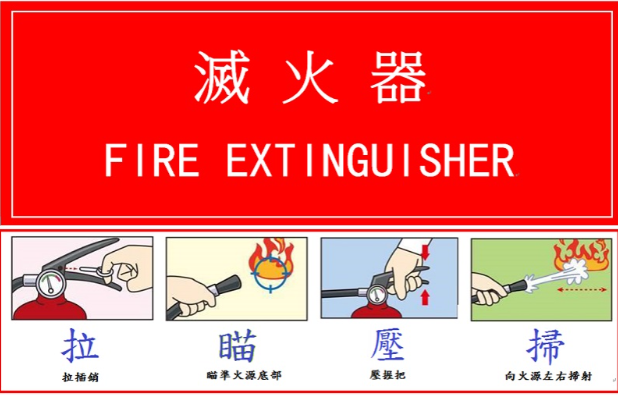 滅火器
FIRE EXTINGUISHER
拉 瞄 壓 掃
拉插銷 瞄準火源底部 壓握把 向火源左右掃射